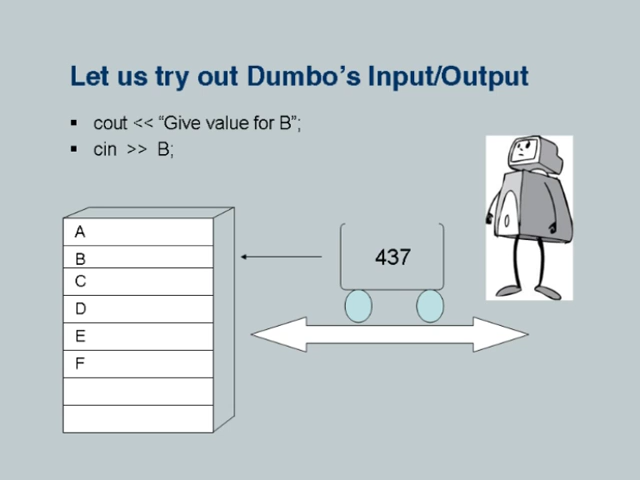 Let us try out Dumbo's Input/Output
▪ cout << “Give value for B”;
▪ cin >> B;
A
B
C
D
E
F
437